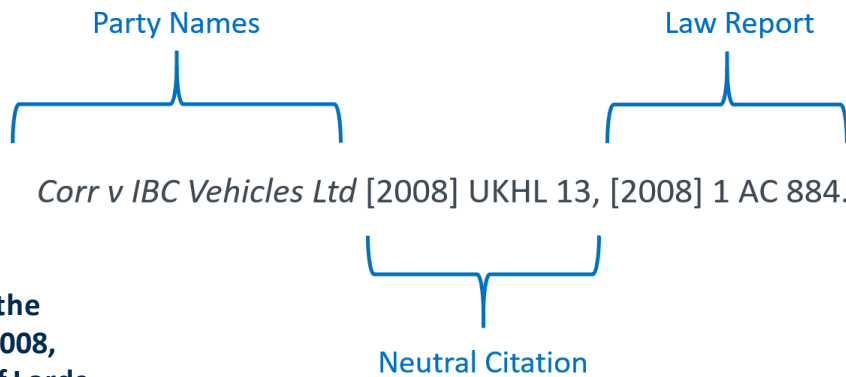 Party Names
Law Report
Corr v IBC Vehicles Ltd [2008] UKHL 13, [2008] 1 AC 884.
the
008,
Neutral Citation
f Lords